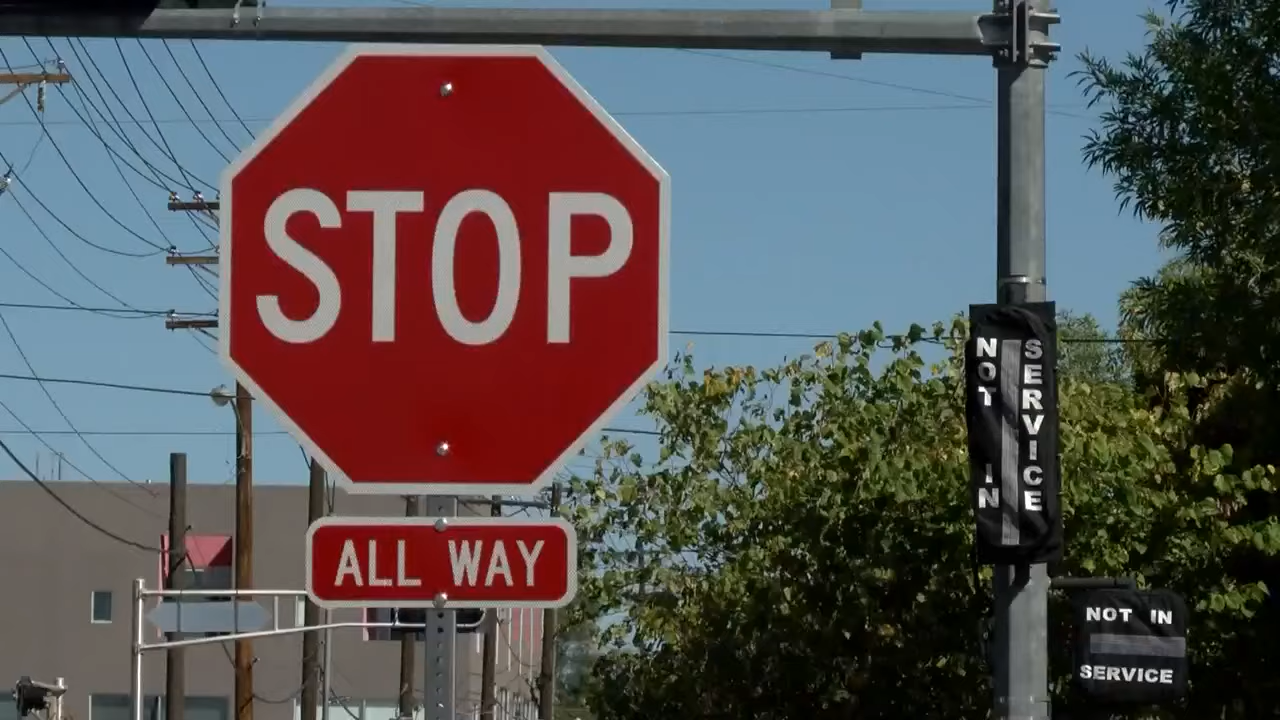 STOP
ALL WAY
NOT IN
SERVICE
NOT IN
SERVICE